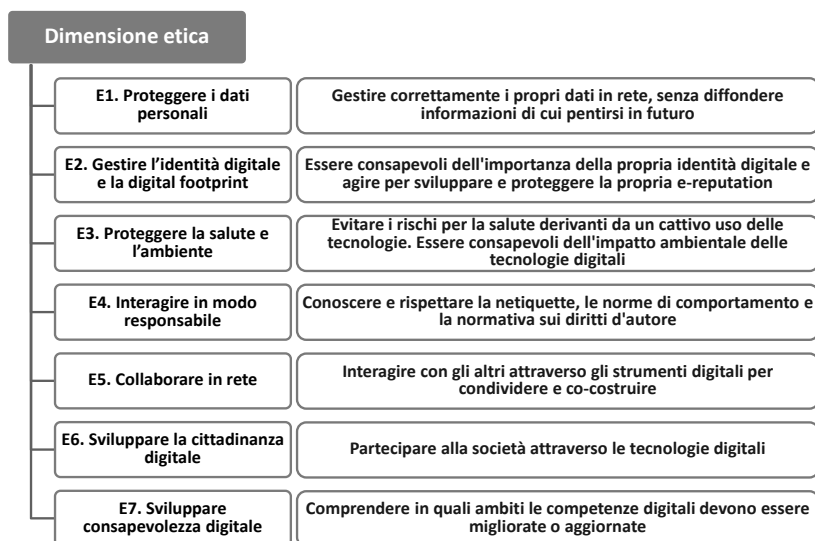 Dimensione etica
E1. Proteggere i dati
personali
Gestire correttamente i propri dati in rete, senza diffondere
informazioni di cui pentirsi in futuro
E2. Gestire l’identità digitale
e la digital footprint
Essere consapevoli dell'importanza della propria identità digitale e
agire per sviluppare e proteggere la propria e-reputation
E3. Proteggere la salute e
l’ambiente
Evitare i rischi per la salute derivanti da un cattivo uso delle
tecnologie. Essere consapevoli dell'impatto ambientale delle
tecnologie digitali
E4. Interagire in modo
responsabile
Conoscere e rispettare la netiquette, le norme di comportamento e
la normativa sui diritti d'autore
E5. Collaborare in rete
Interagire con gli altri attraverso gli strumenti digitali per
condividere e co-costruire
E6. Sviluppare la cittadinanza
digitale
Partecipare alla società attraverso le tecnologie digitali
E7. Sviluppare
consapevolezza digitale
Comprendere in quali ambiti le competenze digitali devono essere
migliorate o aggiornate